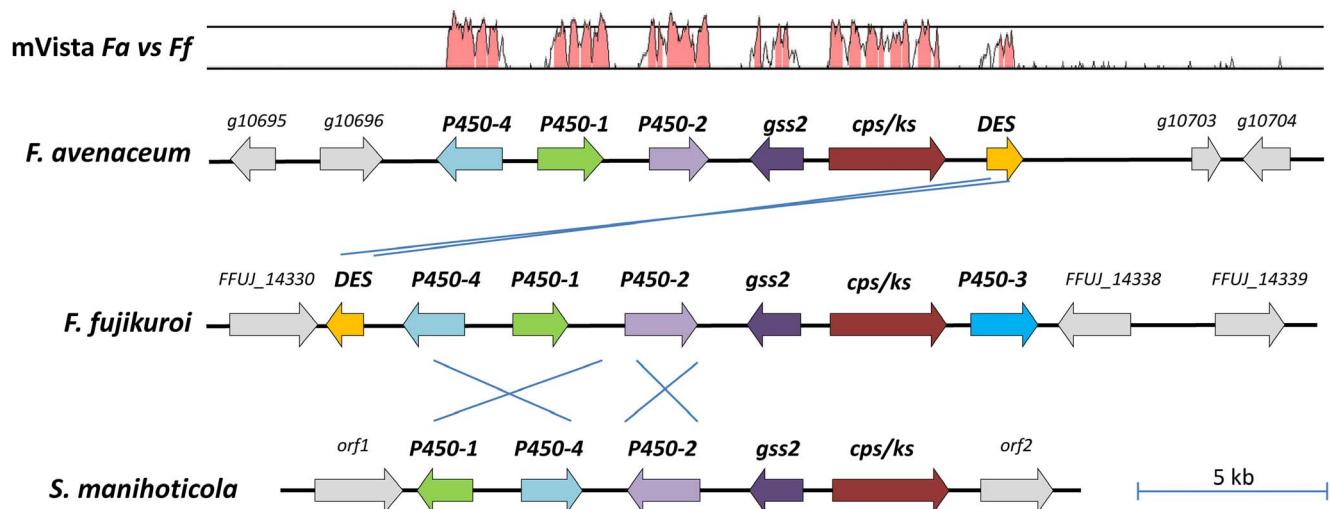 mVista Fa vs Ff
g10695 g10696 P450-4 P450-1 P450-2 gss2 cps/ks DES g10703 g10704
F. avenaceum
FFUJ_14330 DES P450-4 P450-1 P450-2 gss2 cps/ks P450-3 FFUJ_14338 FFUJ_14339
F. fujikuroi
orf1 P450-1 P450-4 P450-2 gss2 cps/ks orf2
S. manihoticola
5 kb